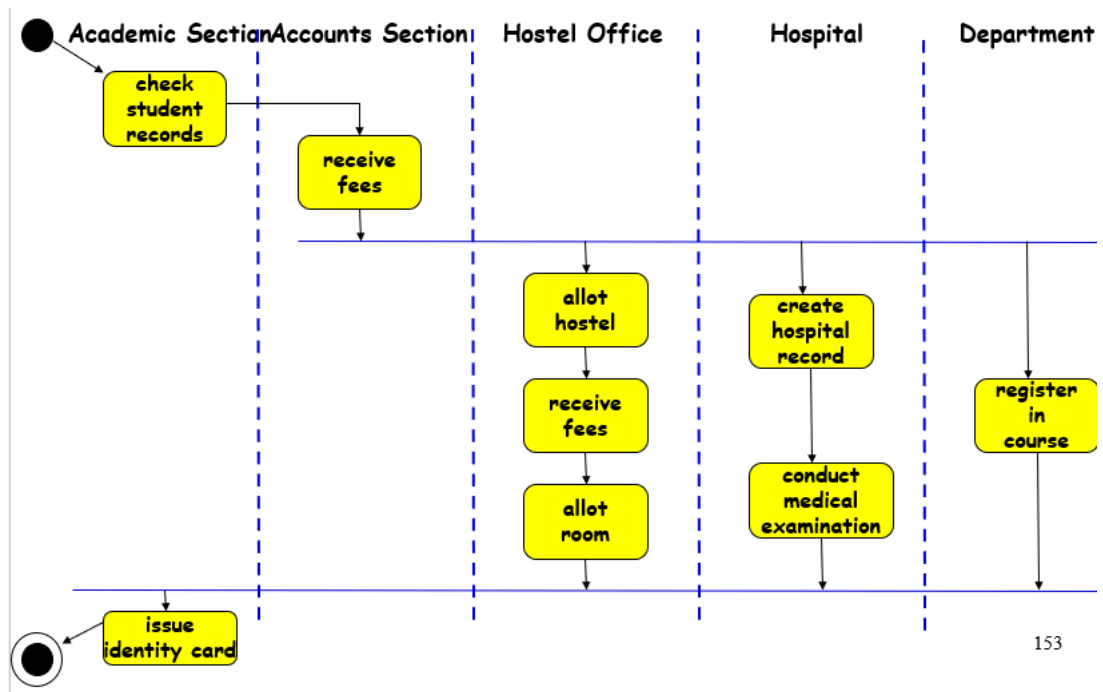 Academic Section Accounts Section Hostel Office Hospital Department
check
student
records
receive
fees
allot
hostel
create
hospital
record
receive
fees
register
in
course
allot
room
conduct
medical
examination
issue
identity card
153